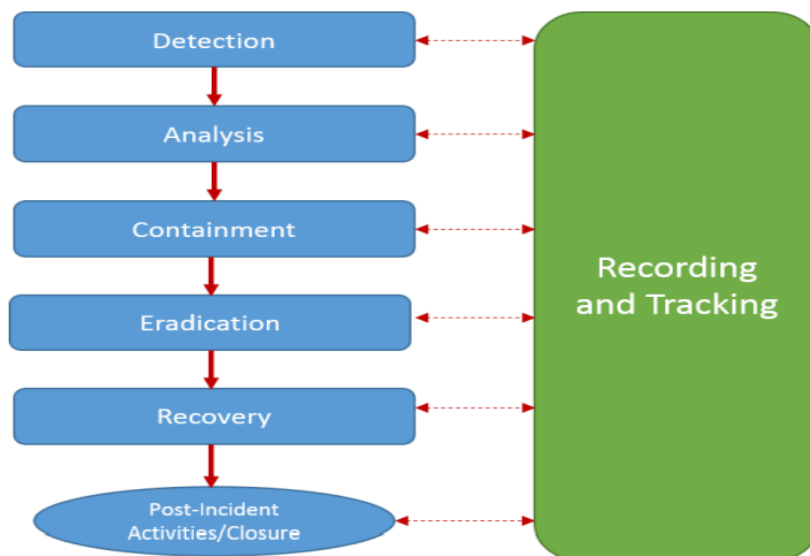 Detection
Analysis
Containment
Eradication
Recovery
Post-Incident
Activities/Closure
Recording
and Tracking